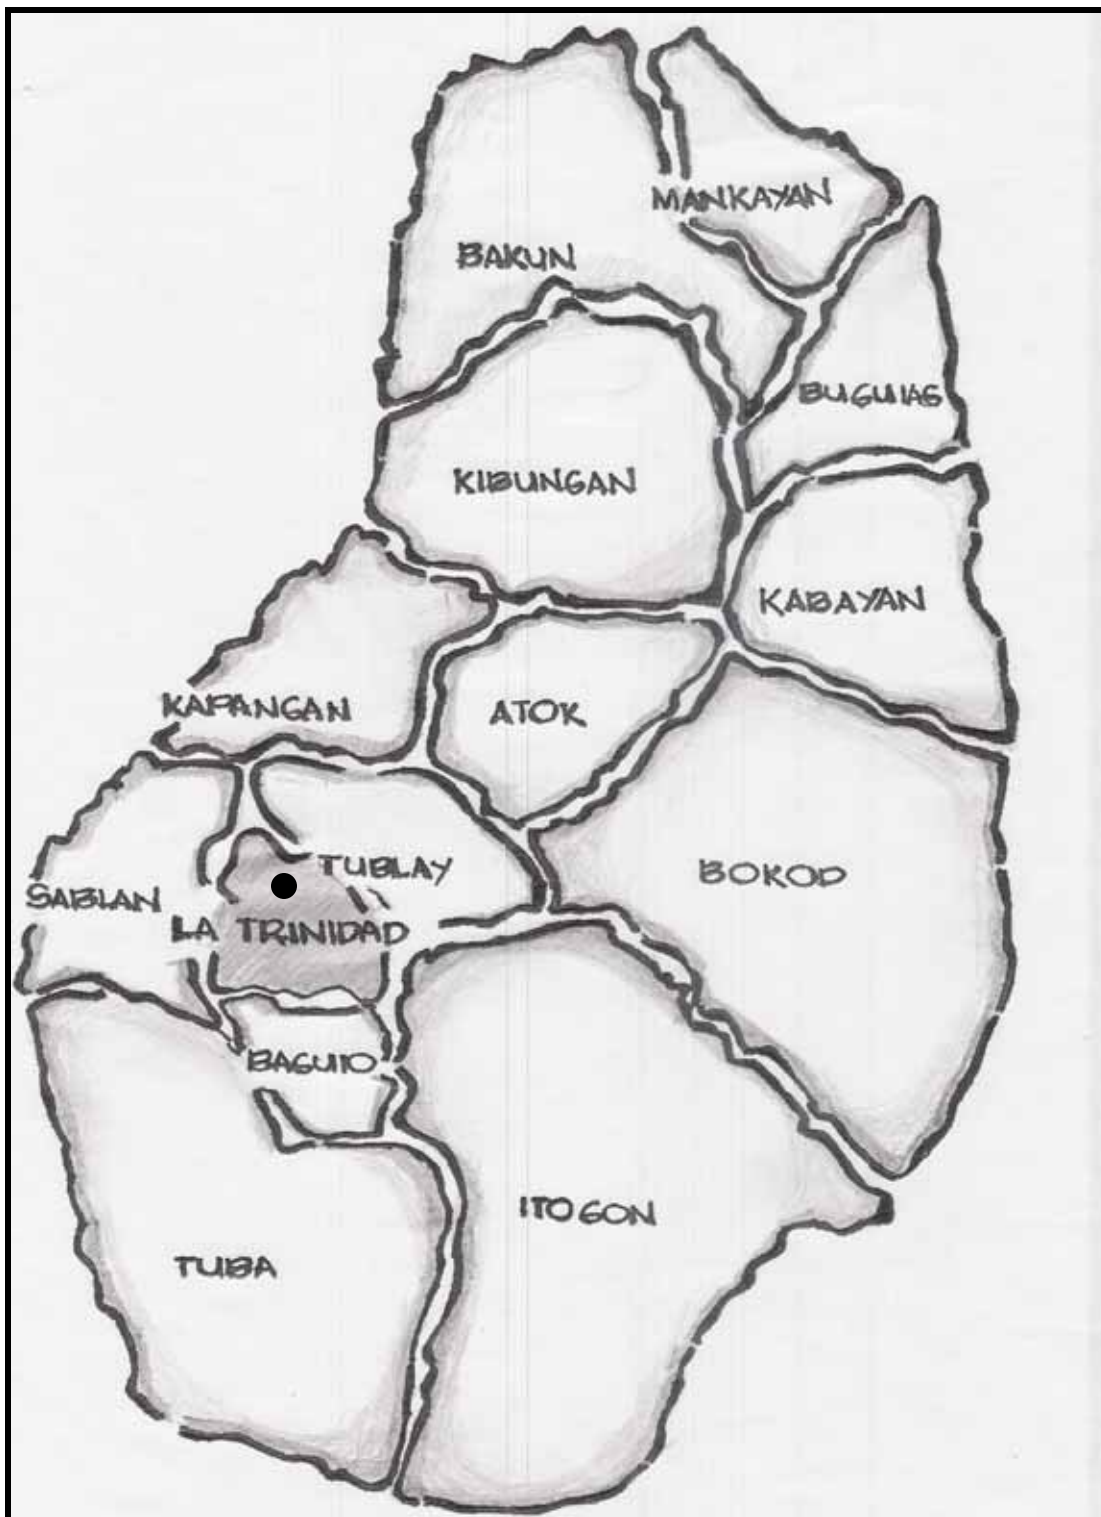 MANKAYAN
BAKUN
BUGUIAS
KIBUNGAN
KABAYAN
KAPANGAN
ATOK
TUBLAY
BOKOD
SABLAN
LA TRINIDAD
BAGUIO
ITOGON
TUBA